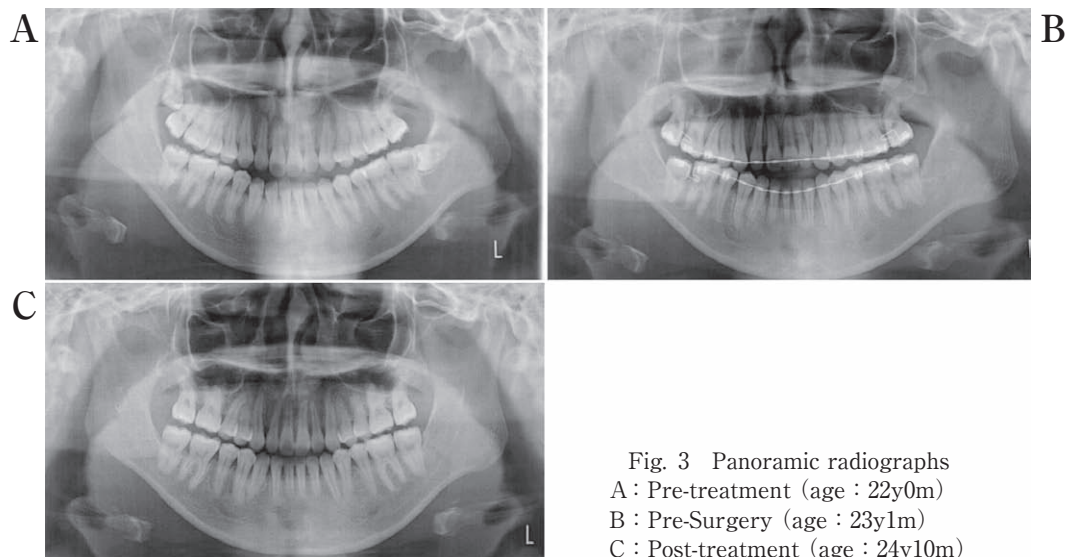 A
B
L
C
L
Fig. 3 Panoramic radiographs
A：Pre-treatment (age：22y0m)
B：Pre-Surgery (age：23y1m)
C：Post-treatment (age：24y10m)